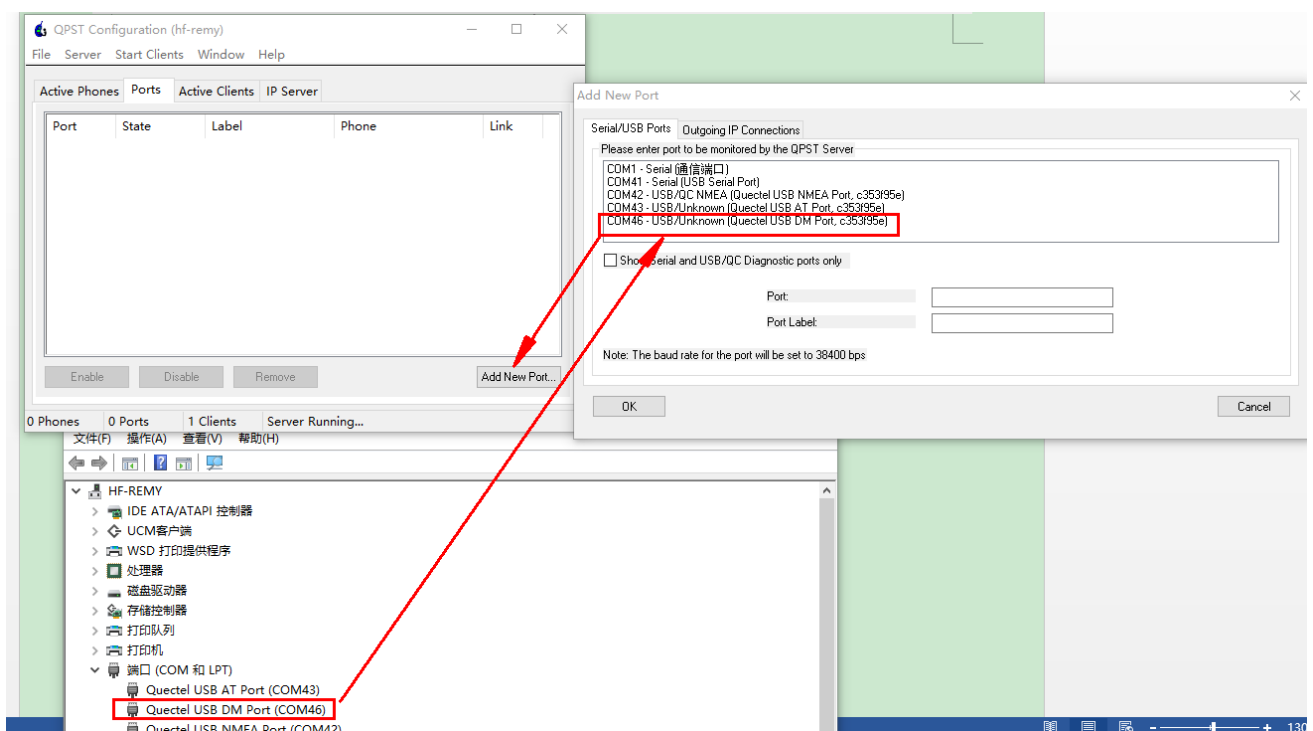 QPST Configuration (hf-remy)
File Server Start Clients Window Help
Active Phones Ports Active Clients IP Server
Port State Label Phone Link
Enable Disable Remove Add New Port...
0 Phones 0 Ports 1 Clients Server Running...
Add New Port
Serial/USB Ports Outgoing IP Connections
Please enter port to be monitored by the QPST Server
COM1 - Serial (通信端口)
COM41 - Serial (USB Serial Port)
COM42 - USB/QC NMEA (Quectel USB NMEA Port, c353f95e)
COM43 - USB/Unknown (Quectel USB AT Port, c353f95e)
COM46 - USB/Unknown (Quectel USB DM Port, c353f95e)
Show Serial and USB/QC Diagnostic ports only
Port:
Port Label:
Note: The baud rate for the port will be set to 38400 bps
OK Cancel
文件(F) 操作(A) 查看(V) 帮助(H)
HF-REMY
IDE ATA/ATAPI 控制器
UCM客户端
WSD 打印提供程序
处理器
磁盘驱动器
存储控制器
打印队列
打印机
端口 (COM 和 LPT)
Quectel USB AT Port (COM43)
Quectel USB DM Port (COM46)
Quectel USB NMEA Port (COM42)
130